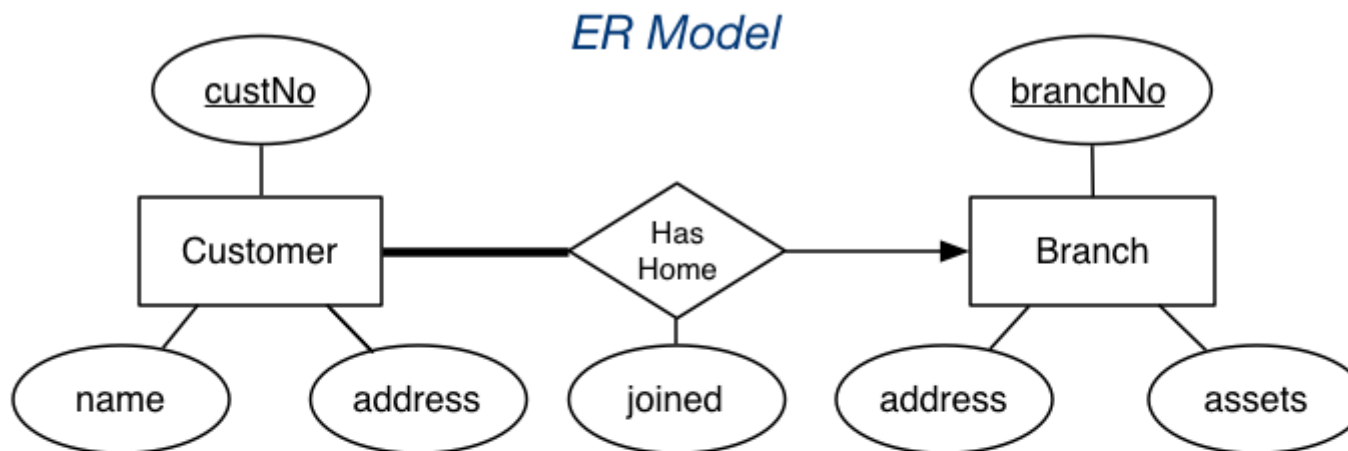 ER Model
custNo
branchNo
Customer
Has
Home
Branch
name
address
joined
address
assets